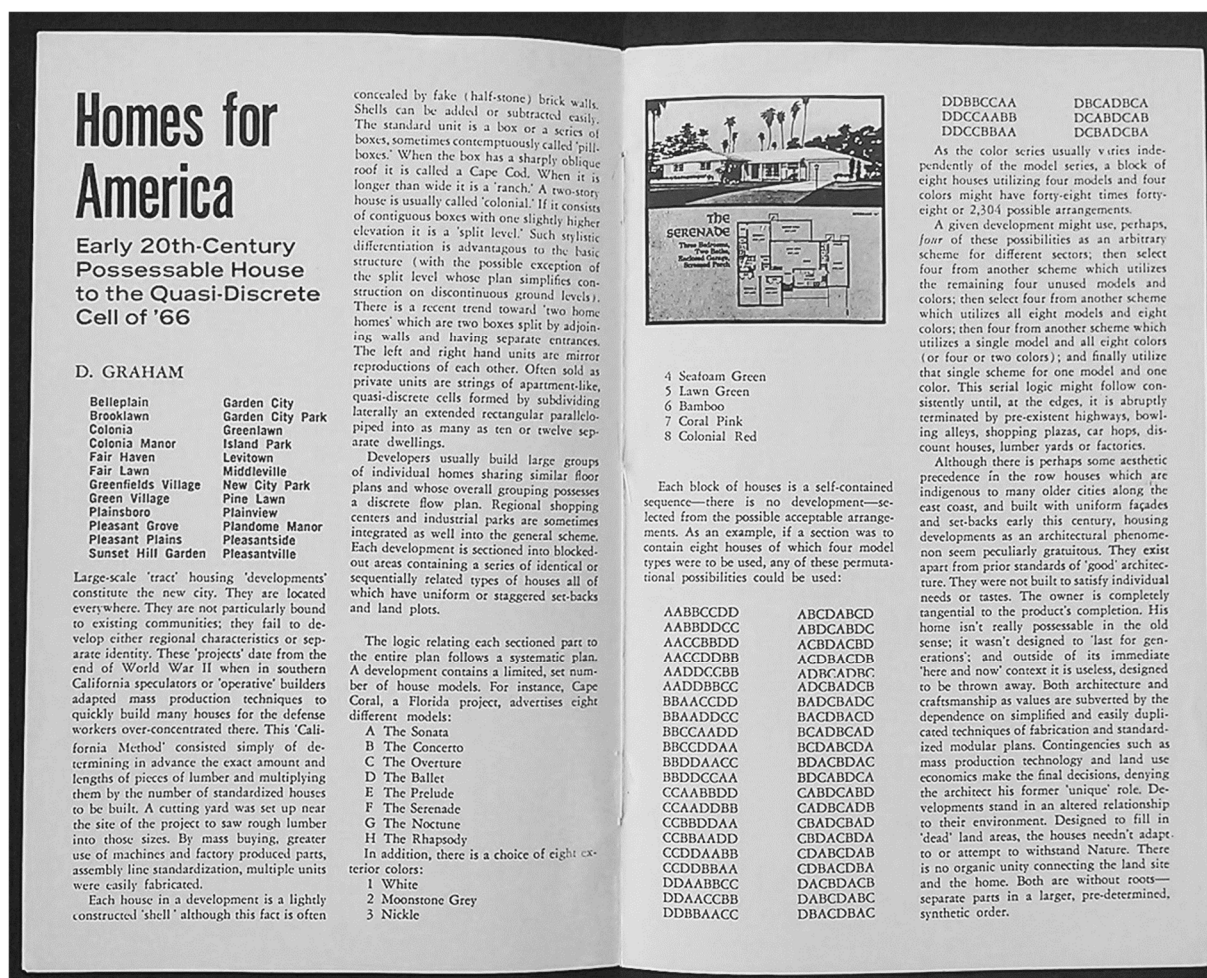 Homes for
America
Early 20th-Century
Possessable House
to the Quasi-Discrete
Cell of '66
D. GRAHAM
Belleplain
Brooklawn
Colonia
Colonia Manor
Fair Haven
Fair Lawn
Greenfields Village
Green Village
Plainsboro
Pleasant Grove
Pleasant Plains
Sunset Hill Garden
Garden City
Garden City Park
Greenlawn
Island Park
Levitown
Middleville
New City Park
Pine Lawn
Plainview
Plandome Manor
Pleasantside
Pleasantville
Large-scale 'tract' housing 'developments'
constitute the new city. They are located
everywhere. They are not particularly bound
to existing communities; they fail to de-
velop either regional characteristics or sep-
arate identity. These 'projects' date from the
end of World War II when in southern
California speculators or 'operative' builders
adapted mass production techniques to
quickly build many houses for the defense
workers over-concentrated there. This 'Cali-
fornia Method' consisted simply of de-
termining in advance the exact amount and
lengths of pieces of lumber and multiplying
them by the number of standardized houses
to be built. A cutting yard was set up near
the site of the project to saw rough lumber
into those sizes. By mass buying, greater
use of machines and factory produced parts,
assembly line standardization, multiple units
were easily fabricated.
Each house in a development is a lightly
constructed 'shell' although this fact is often
concealed by fake (half-stone) brick walls.
Shells can be added or subtracted easily.
The standard unit is a box or a series of
boxes, sometimes contemptuously called 'pill-
boxes.' When the box has a sharply oblique
roof it is called a Cape Cod. When it is
longer than wide it is a 'ranch.' A two-story
house is usually called 'colonial.' If it consists
of contiguous boxes with one slightly higher
elevation it is a 'split level.' Such stylistic
differentiation is advantagous to the basic
structure (with the possible exception of
the split level whose plan simplifies con-
struction on discontinuous ground levels).
There is a recent trend toward 'two home
homes' which are two boxes split by adjoin-
ing walls and having separate entrances.
The left and right hand units are mirror
reproductions of each other. Often sold as
private units are strings of apartment-like,
quasi-discrete cells formed by subdividing
laterally an extended rectangular parallelo-
piped into as many as ten or twelve sep-
arate dwellings.
Developers usually build large groups
of individual homes sharing similar floor
plans and whose overall grouping possesses
a discrete flow plan. Regional shopping
centers and industrial parks are sometimes
integrated as well into the general scheme.
Each development is sectioned into blocked-
out areas containing a series of identical or
sequentially related types of houses all of
which have uniform or staggered set-backs
and land plots.
The logic relating each sectioned part to
the entire plan follows a systematic plan.
A development contains a limited, set num-
ber of house models. For instance, Cape
Coral, a Florida project, advertises eight
different models:
A The Sonata
B The Concerto
C The Overture
D The Ballet
E The Prelude
F The Serenade
G The Noctune
H The Rhapsody
In addition, there is a choice of eight ex-
terior colors:
1 White
2 Moonstone Grey
3 Nickle
THE
SERENADE
Three Bedrooms,
Two Baths,
Enclosed Garage,
Screened Porch
4 Seafoam Green
5 Lawn Green
6 Bamboo
7 Coral Pink
8 Colonial Red
Each block of houses is a self-contained
sequence—there is no development—se-
lected from the possible acceptable arrange-
ments. As an example, if a section was to
contain eight houses of which four model
types were to be used, any of these permuta-
tional possibilities could be used:
AABBCCDD
AABBDDCC
AACCBBDD
AACCDDBB
AADDCCBB
AADDBBCC
BBAACCDD
BBAADDCC
BBCCAADD
BBCCDDAA
BBDDAACC
BBDDCCAA
CCAABBDD
CCAADDBB
CCBBDDAA
CCBBAADD
CCDDAABB
CCDDBBAA
DDAABBCC
DDAACCBB
DDBBAACC
ABCDABCD
ABDCABDC
ACBDACBD
ACDBACDB
ADBCADBC
ADCBADCB
BADCBADC
BACDBACD
BCADBCAD
BCDABCDA
BDACBDAC
BDCABDCA
CABDCABD
CADBCADB
CBADCBAD
CBDACBDA
CDABCDAB
CDBACDBA
DACBDACB
DABCDABC
DBACDBAC
DDBBCCAA
DDCCAABB
DDCCBBAA
DBCADBCA
DCABDCAB
DCBADCBA
As the color series usually varies inde-
pendently of the model series, a block of
eight houses utilizing four models and four
colors might have forty-eight times forty-
eight or 2,304 possible arrangements.
A given development might use, perhaps,
four of these possibilities as an arbitrary
scheme for different sectors; then select
four from another scheme which utilizes
the remaining four unused models and
colors; then select four from another scheme
which utilizes all eight models and eight
colors; then four from another scheme which
utilizes a single model and all eight colors
(or four or two colors); and finally utilize
that single scheme for one model and one
color. This serial logic might follow con-
sistently until, at the edges, it is abruptly
terminated by pre-existent highways, bowl-
ing alleys, shopping plazas, car hops, dis-
count houses, lumber yards or factories.
Although there is perhaps some aesthetic
precedence in the row houses which are
indigenous to many older cities along the
east coast, and built with uniform façades
and set-backs early this century, housing
developments as an architectural phenome-
non seem peculiarly gratuitous. They exist
apart from prior standards of 'good' architec-
ture. They were not built to satisfy individual
needs or tastes. The owner is completely
tangential to the product's completion. His
home isn't really possessable in the old
sense; it wasn't designed to 'last for gen-
erations'; and outside of its immediate
'here and now' context it is useless, designed
to be thrown away. Both architecture and
craftsmanship as values are subverted by the
dependence on simplified and easily dupli-
cated techniques of fabrication and standard-
ized modular plans. Contingencies such as
mass production technology and land use
economics make the final decisions, denying
the architect his former 'unique' role. De-
velopments stand in an altered relationship
to their environment. Designed to fill in
'dead' land areas, the houses needn't adapt
to or attempt to withstand Nature. There
is no organic unity connecting the land site
and the home. Both are without roots—
separate parts in a larger, pre-determined,
synthetic order.